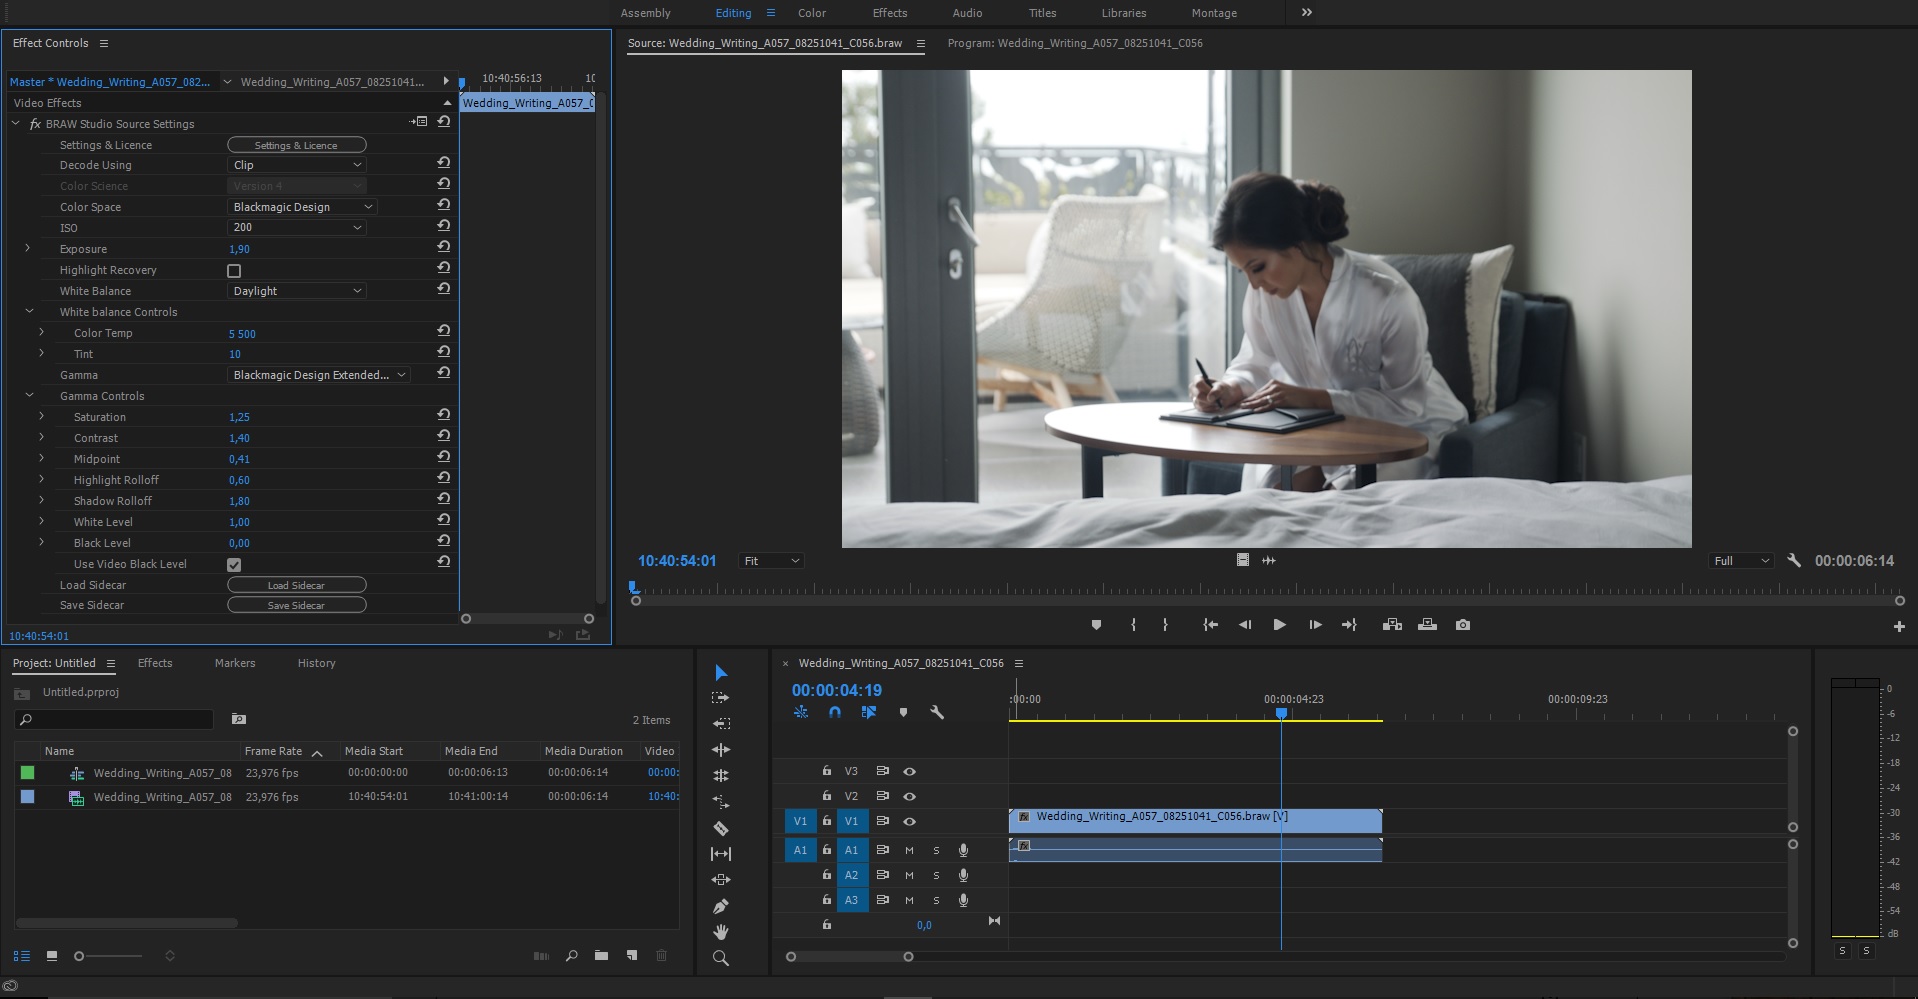 Assembly Editing Color Effects Audio Titles Libraries Montage
Effect Controls
Source: Wedding_Writing_A057_08251041_C056.braw Program: Wedding_Writing_A057_08251041_C056
Master * Wedding_Writing_A057_082... Wedding_Writing_A057_08251041... 10:40:56:13
Video Effects Wedding_Writing_A057_0
fx BRAW Studio Source Settings
Settings & Licence Settings & Licence
Decode Using Clip
Color Science Version 4
Color Space Blackmagic Design
ISO 200
Exposure 1,90
Highlight Recovery
White Balance Daylight
White balance Controls
Color Temp 5 500
Tint 10
Gamma Blackmagic Design Extended...
Gamma Controls
Saturation 1,25
Contrast 1,40
Midpoint 0,41
Highlight Rolloff 0,60
Shadow Rolloff 1,80
White Level 1,00
Black Level 0,00
Use Video Black Level
Load Sidecar Load Sidecar
Save Sidecar Save Sidecar
10:40:54:01
10:40:54:01 Fit Full 00:00:06:14
Project: Untitled Effects Markers History
Untitled.prproj
2 Items
Name Frame Rate Media Start Media End Media Duration Video
Wedding_Writing_A057_08 23,976 fps 00:00:00:00 00:00:06:13 00:00:06:14 00:00:
Wedding_Writing_A057_08 23,976 fps 10:40:54:01 10:41:00:14 00:00:06:14 10:40:
× Wedding_Writing_A057_08251041_C056
00:00:04:19
:00:00 00:00:04:23 00:00:09:23
V3
V2
V1 V1 Wedding_Writing_A057_08251041_C056.braw [V]
A1 A1 M S
A2 M S
A3 M S
0,0
0
-6
-12
-18
-24
-30
-36
-42
-48
-54
dB
S S